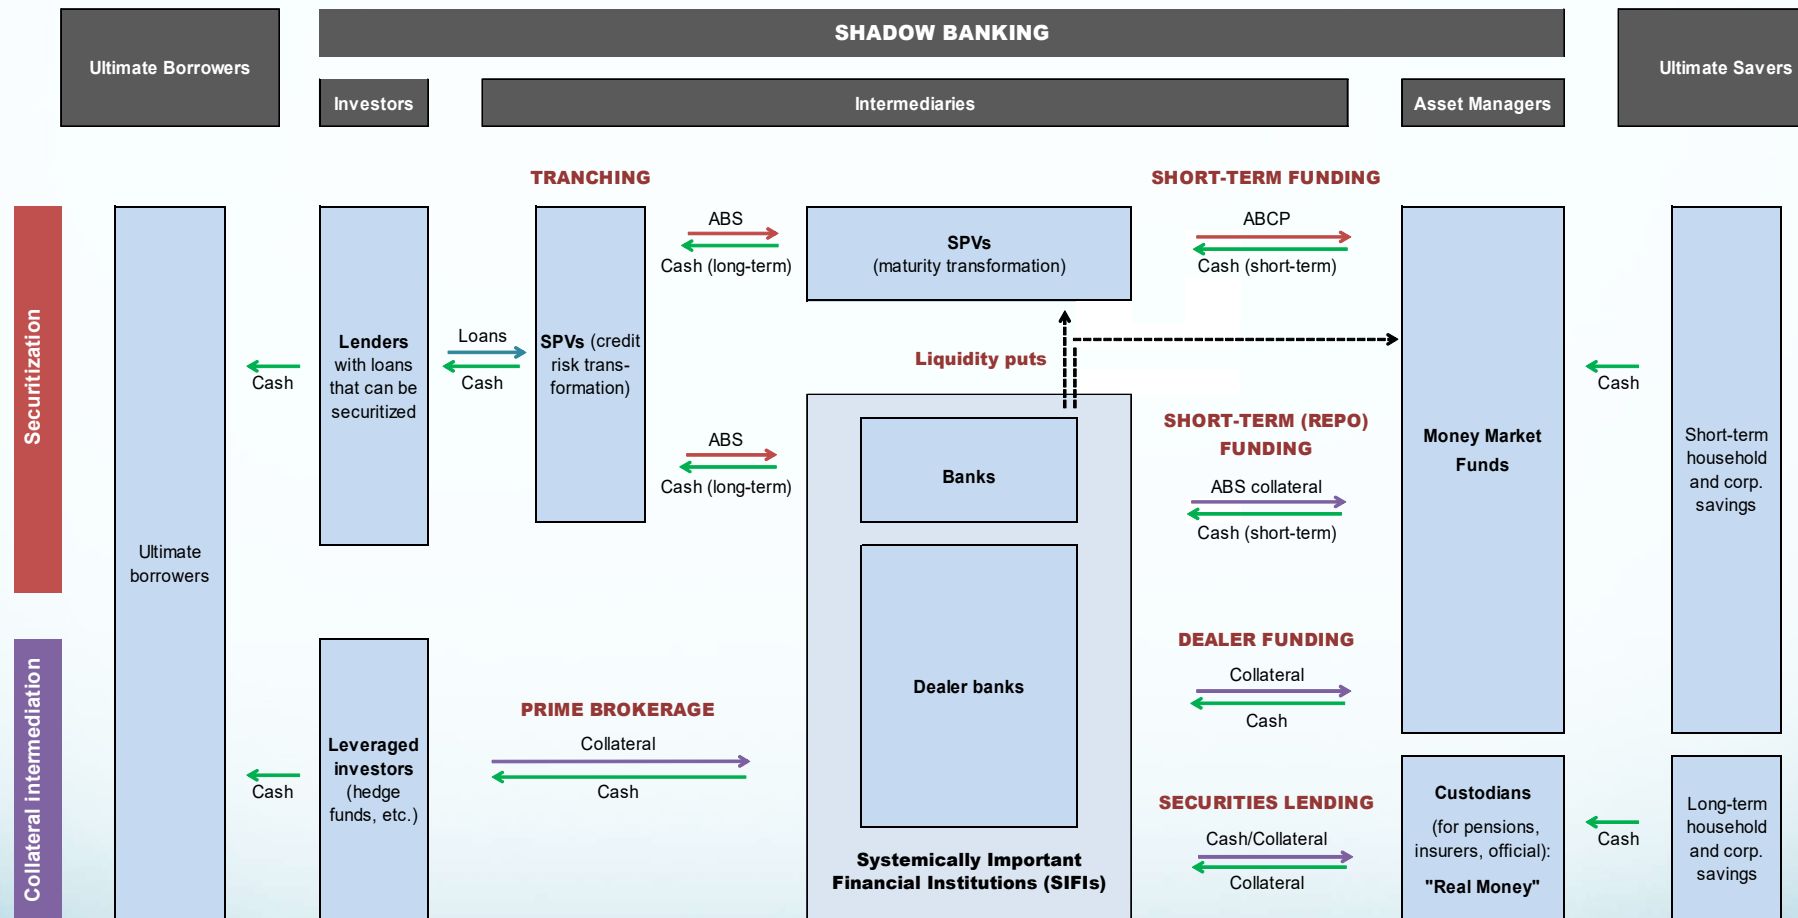 SHADOW BANKING
Ultimate Borrowers
Ultimate Savers
Investors
Intermediaries
Asset Managers
TRANCHING
SHORT-TERM FUNDING
Securitization
Ultimate
borrowers
Cash
Lenders
with loans
that can be
securitized
Loans
Cash
SPVs (credit
risk trans-
formation)
ABS
Cash (long-term)
SPVs
(maturity transformation)
ABCP
Cash (short-term)
Liquidity puts
ABS
Cash (long-term)
Banks
SHORT-TERM (REPO)
FUNDING
ABS collateral
Cash (short-term)
Money Market
Funds
Cash
Short-term
household
and corp.
savings
Collateral intermediation
Cash
Leveraged
investors
(hedge
funds, etc.)
PRIME BROKERAGE
Collateral
Cash
Dealer banks
Systemically Important
Financial Institutions (SIFIs)
DEALER FUNDING
Collateral
Cash
SECURITIES LENDING
Cash/Collateral
Collateral
Custodians
(for pensions,
insurers, official):
"Real Money"
Cash
Long-term
household
and corp.
savings